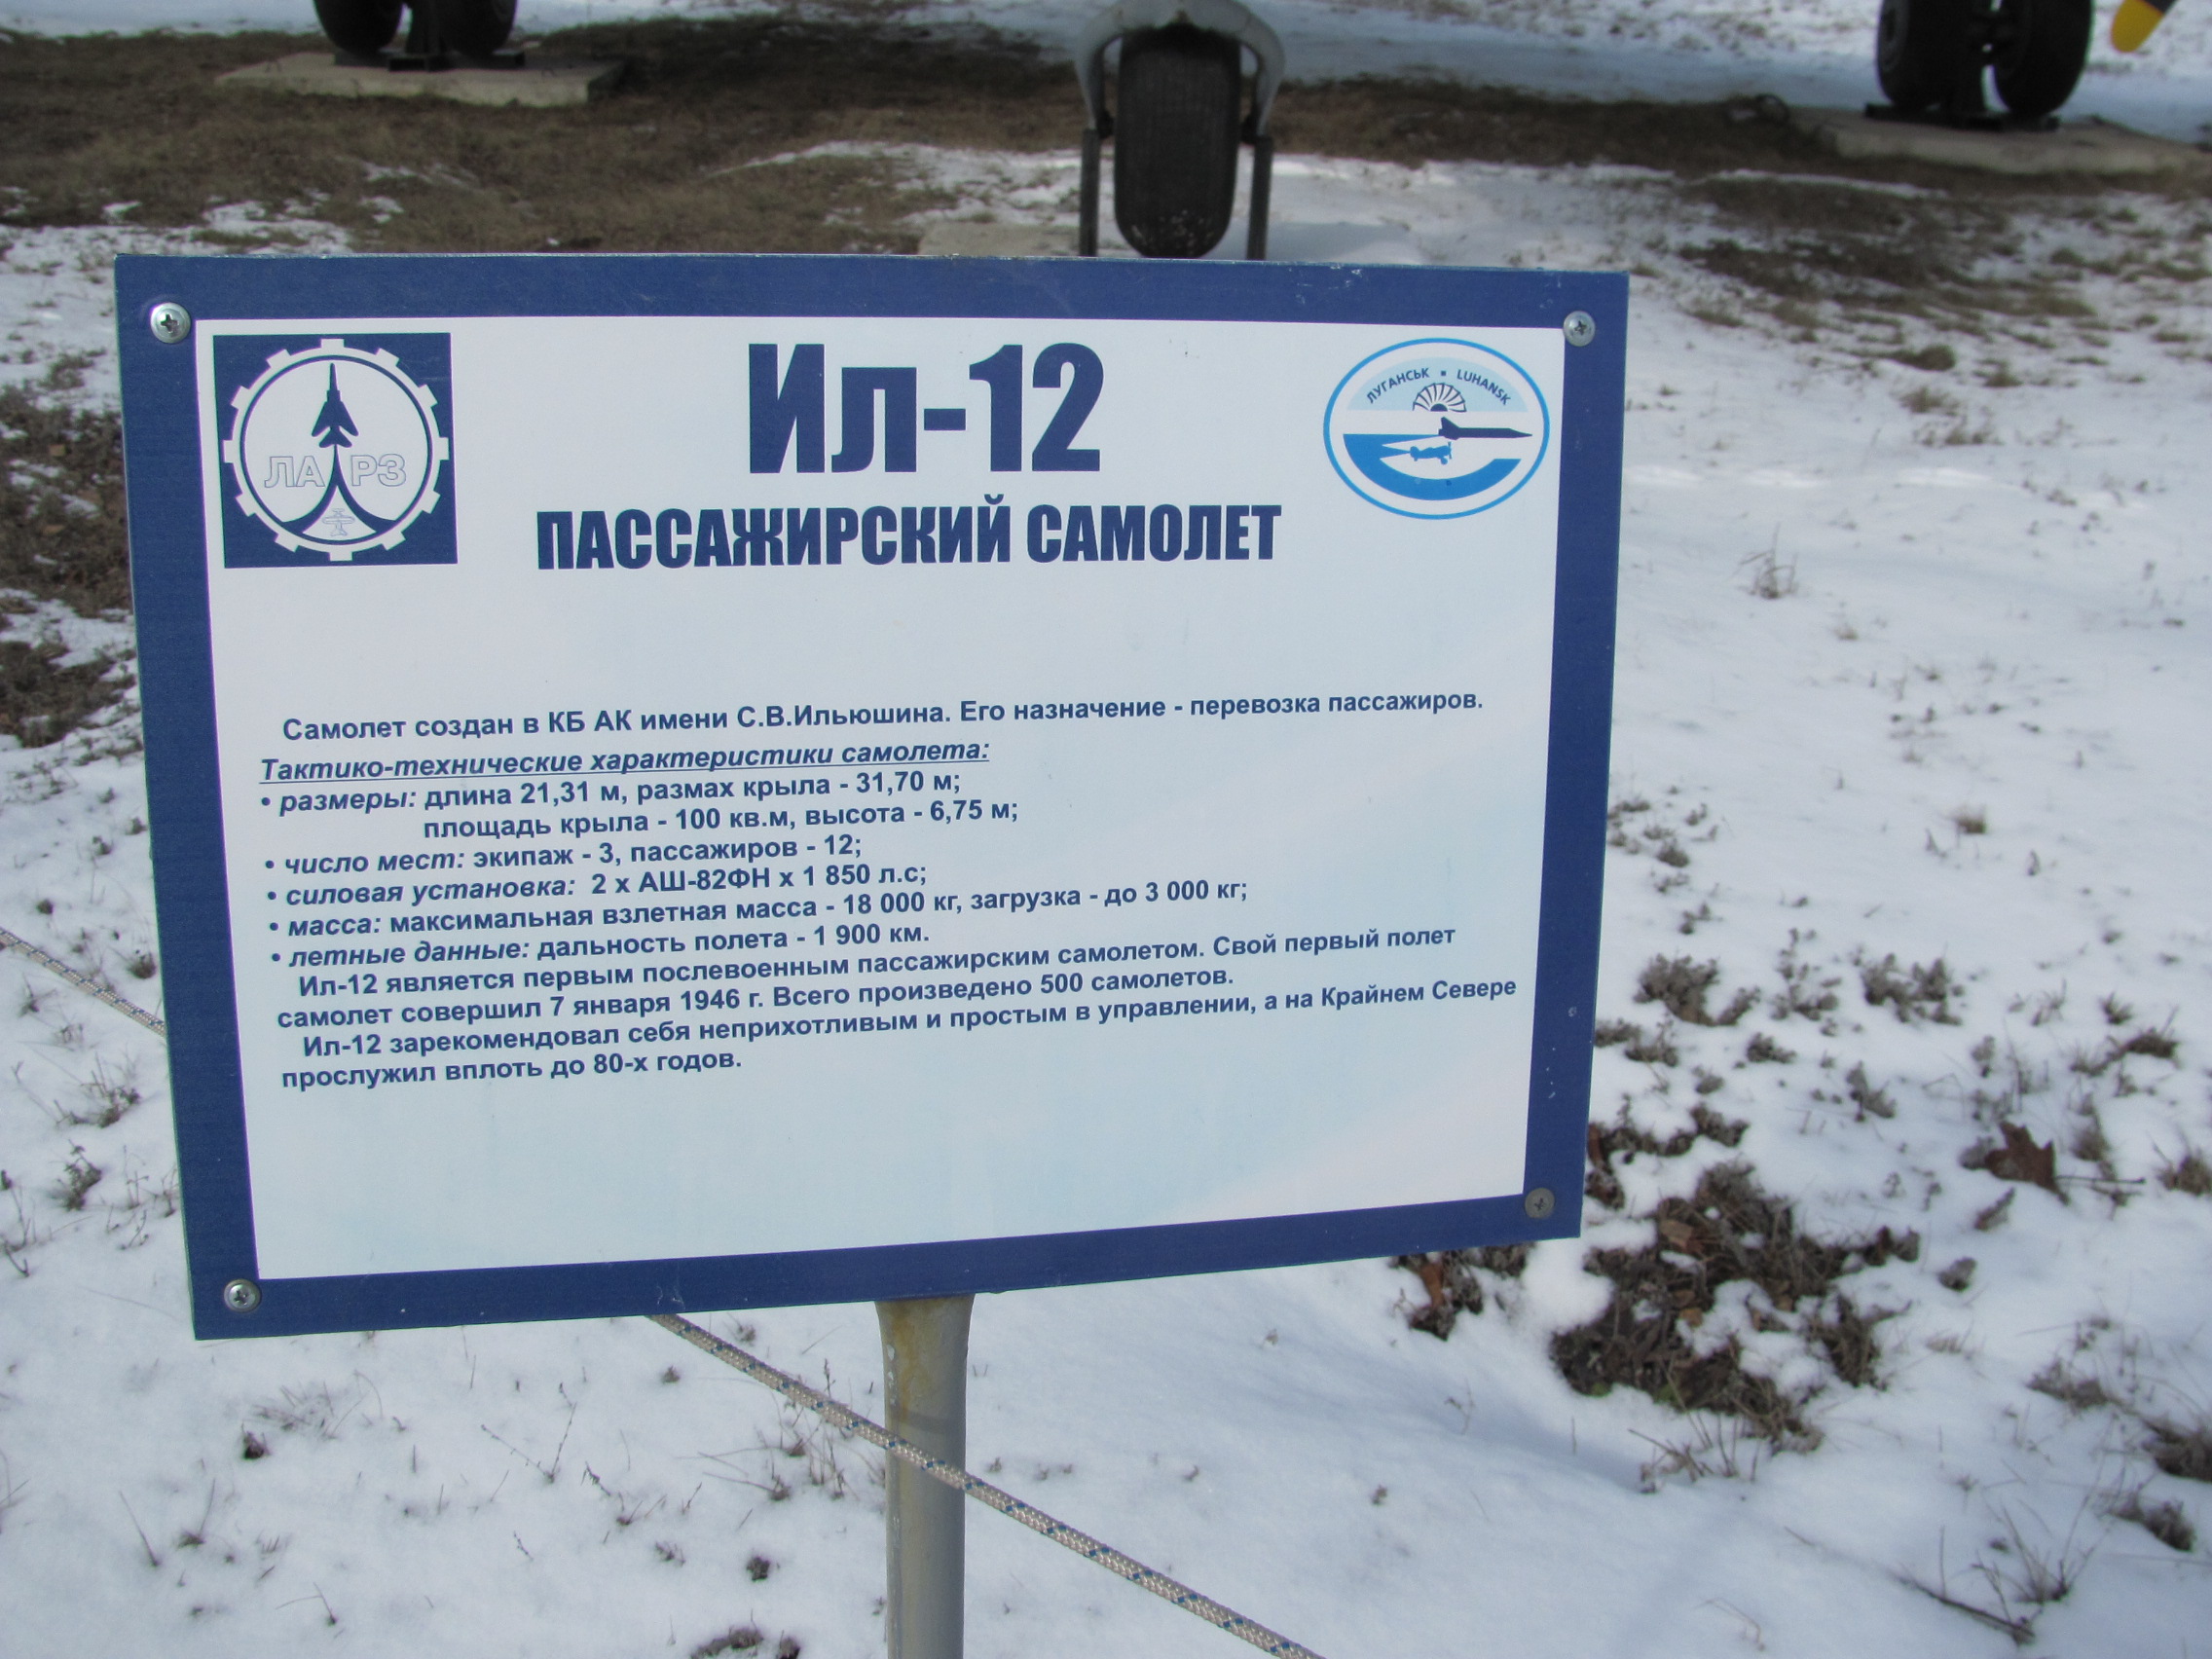 ЛАРЗ
Ил-12
ЛУГАНСЬК LUHANSK
ПАССАЖИРСКИЙ САМОЛЕТ
Самолет создан в КБ АК имени С.В.Ильюшина. Его назначение - перевозка пассажиров.
Тактико-технические характеристики самолета:
• размеры: длина 21,31 м, размах крыла - 31,70 м;
площадь крыла - 100 кв.м, высота - 6,75 м;
• число мест: экипаж - 3, пассажиров - 12;
• силовая установка: 2 х АШ-82ФН х 1 850 л.с;
• масса: максимальная взлетная масса - 18 000 кг, загрузка - до 3 000 кг;
• летные данные: дальность полета - 1 900 км.
Ил-12 является первым послевоенным пассажирским самолетом. Свой первый полет
самолет совершил 7 января 1946 г. Всего произведено 500 самолетов.
Ил-12 зарекомендовал себя неприхотливым и простым в управлении, а на Крайнем Севере
прослужил вплоть до 80-х годов.